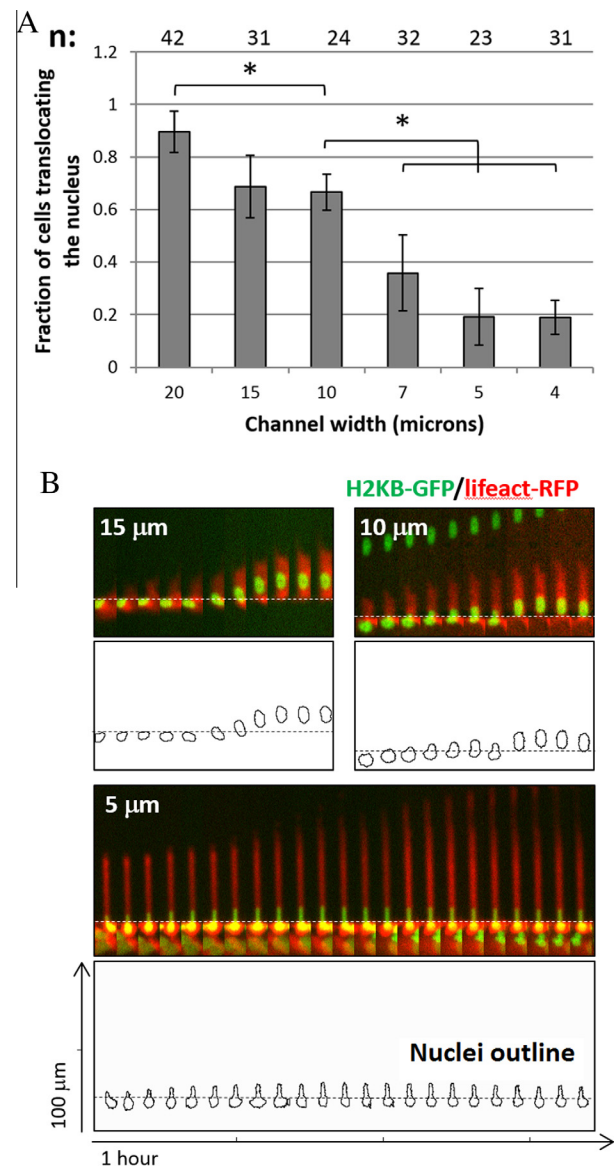 A
n: 42 31 24 32 23 31
1.2
1
0.8
0.6
0.4
0.2
0
* *
Fraction of cells translocating
the nucleus
20 15 10 7 5 4
Channel width (microns)
B
H2KB-GFP/lifeact-RFP
15 μm
10 μm
5 μm
Nuclei outline
100 μm
1 hour